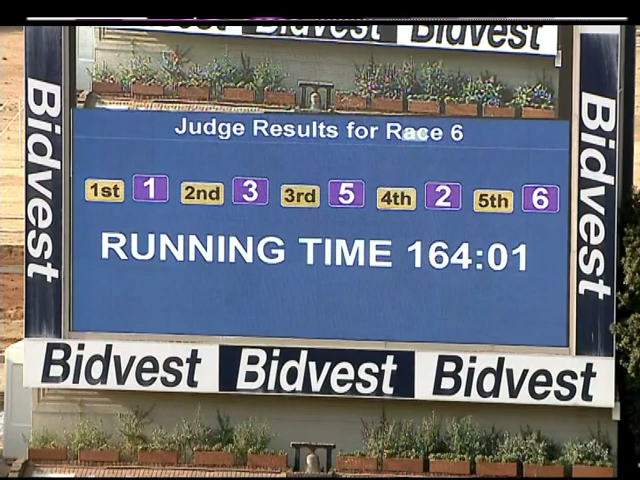 Bidvest Bidvest Bidvest
Judge Results for Race 6
1st 1 2nd 3 3rd 5 4th 2 5th 6
RUNNING TIME 164:01
Bidvest
Bidvest
Bidvest Bidvest Bidvest